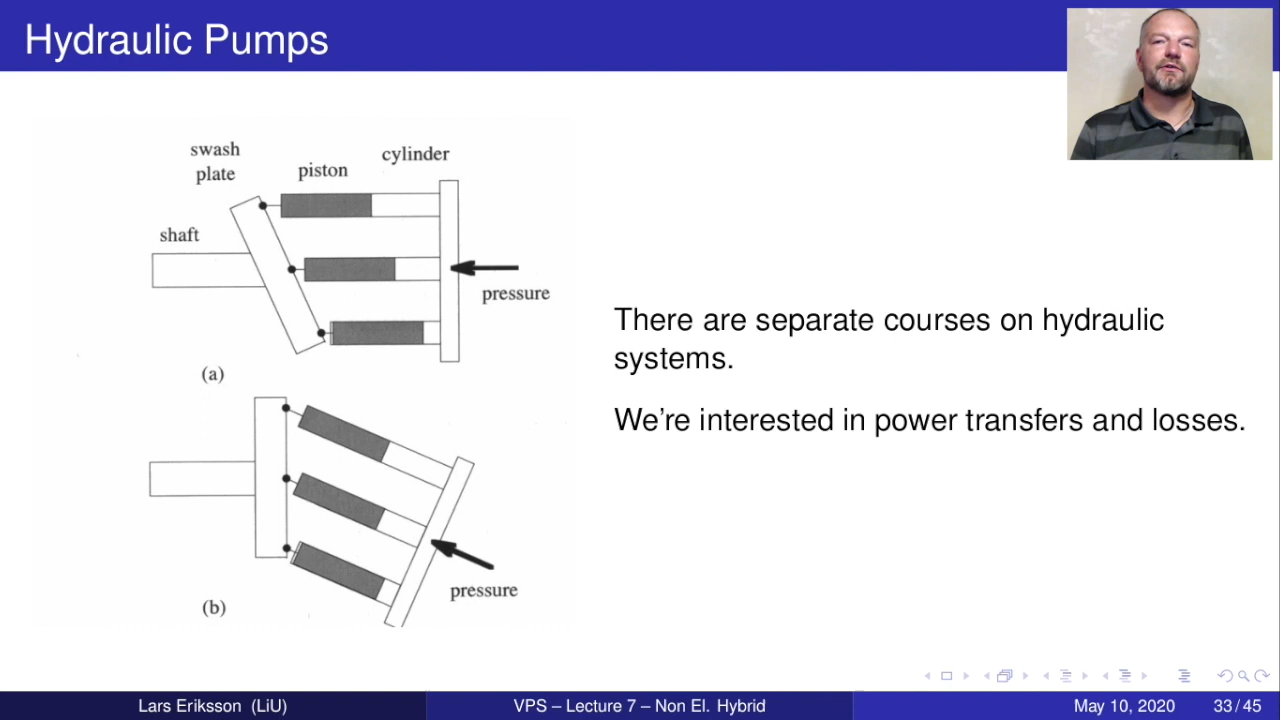 Hydraulic Pumps
swash
plate
piston
cylinder
shaft
pressure
(a)
(b)
pressure
There are separate courses on hydraulic
systems.
We're interested in power transfers and losses.
Lars Eriksson (LiU)
VPS – Lecture 7 – Non El. Hybrid
May 10, 2020
33 / 45